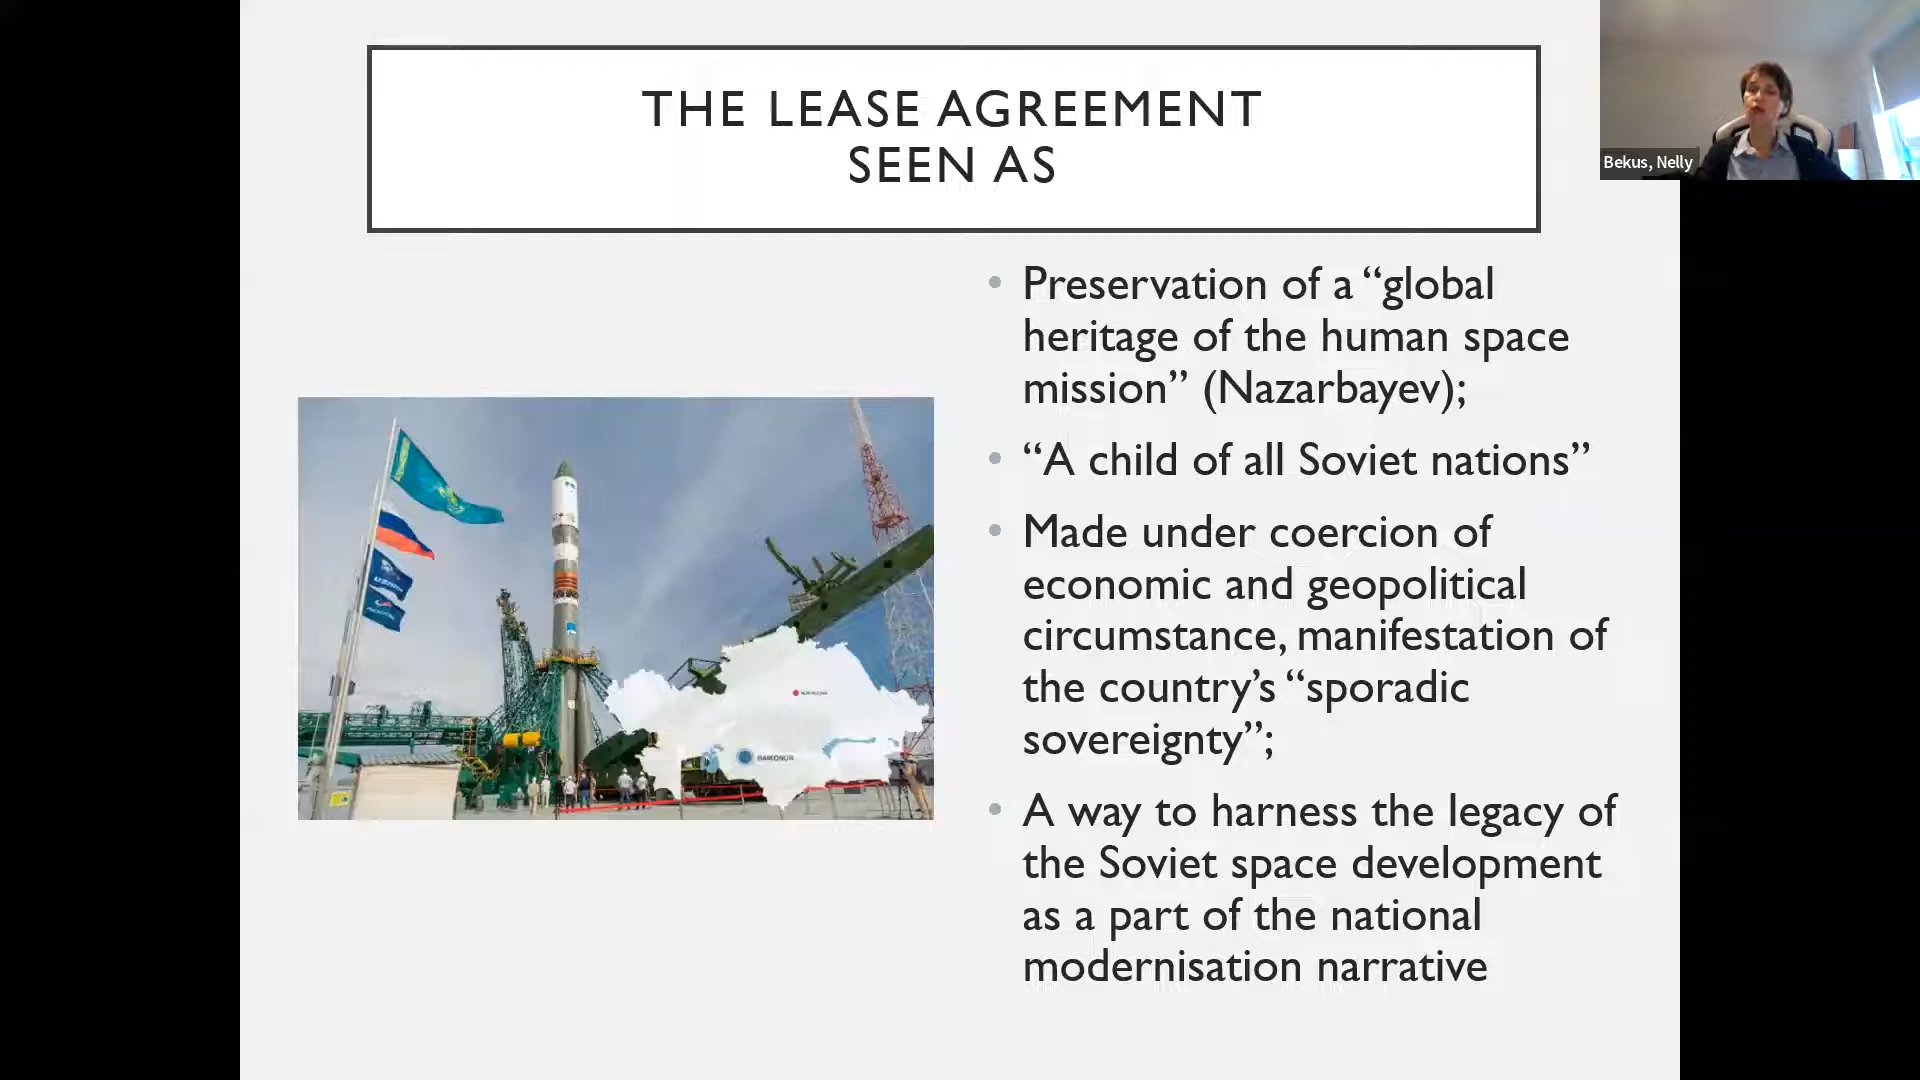 THE LEASE AGREEMENT
SEEN AS
Bekus, Nelly
• Preservation of a “global
heritage of the human space
mission” (Nazarbayev);
• “A child of all Soviet nations”
• Made under coercion of
economic and geopolitical
circumstance, manifestation of
the country’s “sporadic
sovereignty”;
• A way to harness the legacy of
the Soviet space development
as a part of the national
modernisation narrative
BAIKONUR